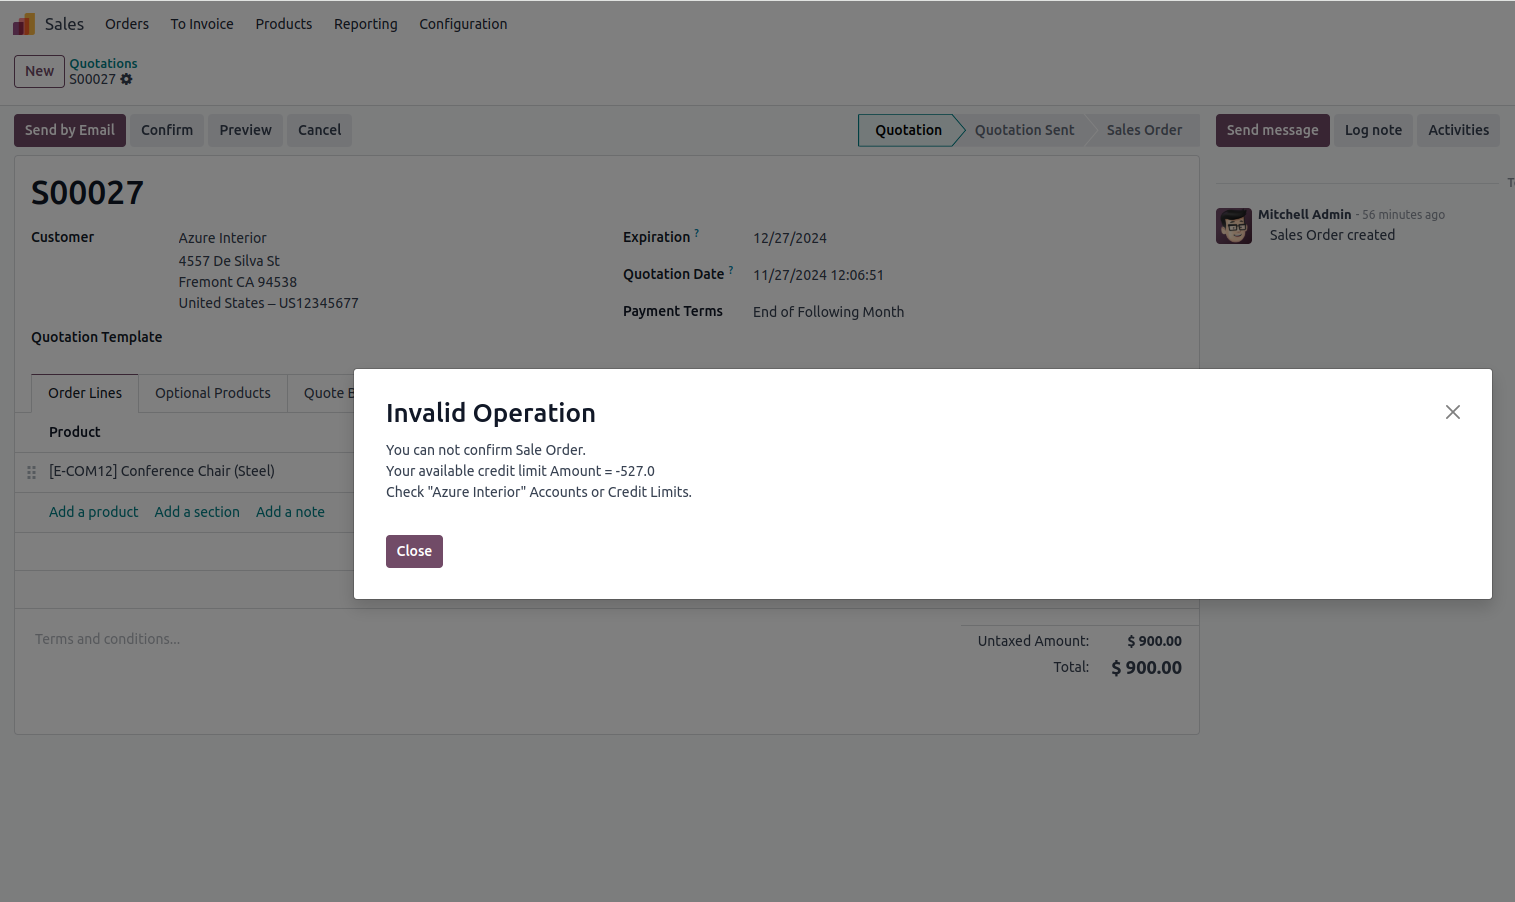 Sales Orders To Invoice Products Reporting Configuration
New
Quotations
S00027
Send by Email Confirm Preview Cancel
Quotation Quotation Sent Sales Order
Send message Log note Activities
S00027
Customer
Azure Interior
4557 De Silva St
Fremont CA 94538
United States – US12345677
Expiration ? 12/27/2024
Quotation Date ? 11/27/2024 12:06:51
Payment Terms End of Following Month
Quotation Template
Mitchell Admin - 56 minutes ago
Sales Order created
Order Lines Optional Products Quote B
Product
[E-COM12] Conference Chair (Steel)
Add a product Add a section Add a note
Invalid Operation
You can not confirm Sale Order.
Your available credit limit Amount = -527.0
Check "Azure Interior" Accounts or Credit Limits.
Close
Terms and conditions...
Untaxed Amount: $ 900.00
Total: $ 900.00